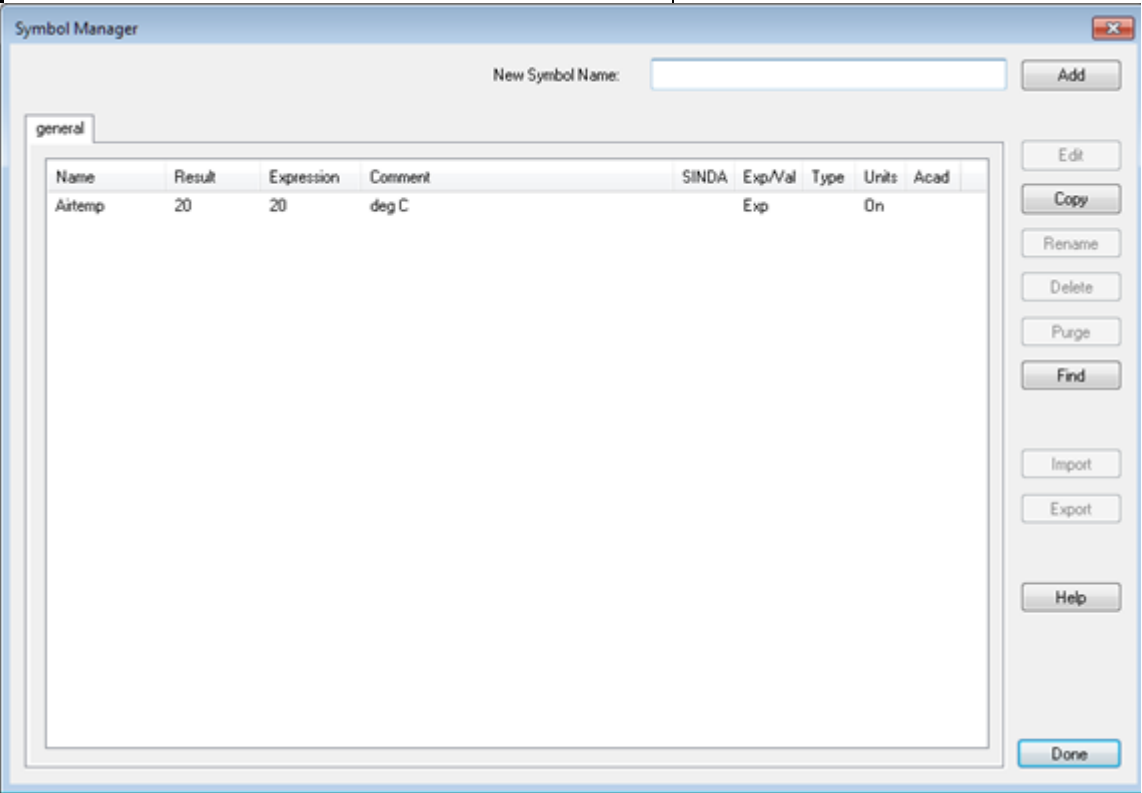 Symbol Manager
New Symbol Name: Add
general
Edit
Name Result Expression Comment SINDA Exp/Val Type Units Acad
Copy
Airtemp 20 20 deg C Exp On
Rename
Delete
Purge
Find
Import
Export
Help
Done